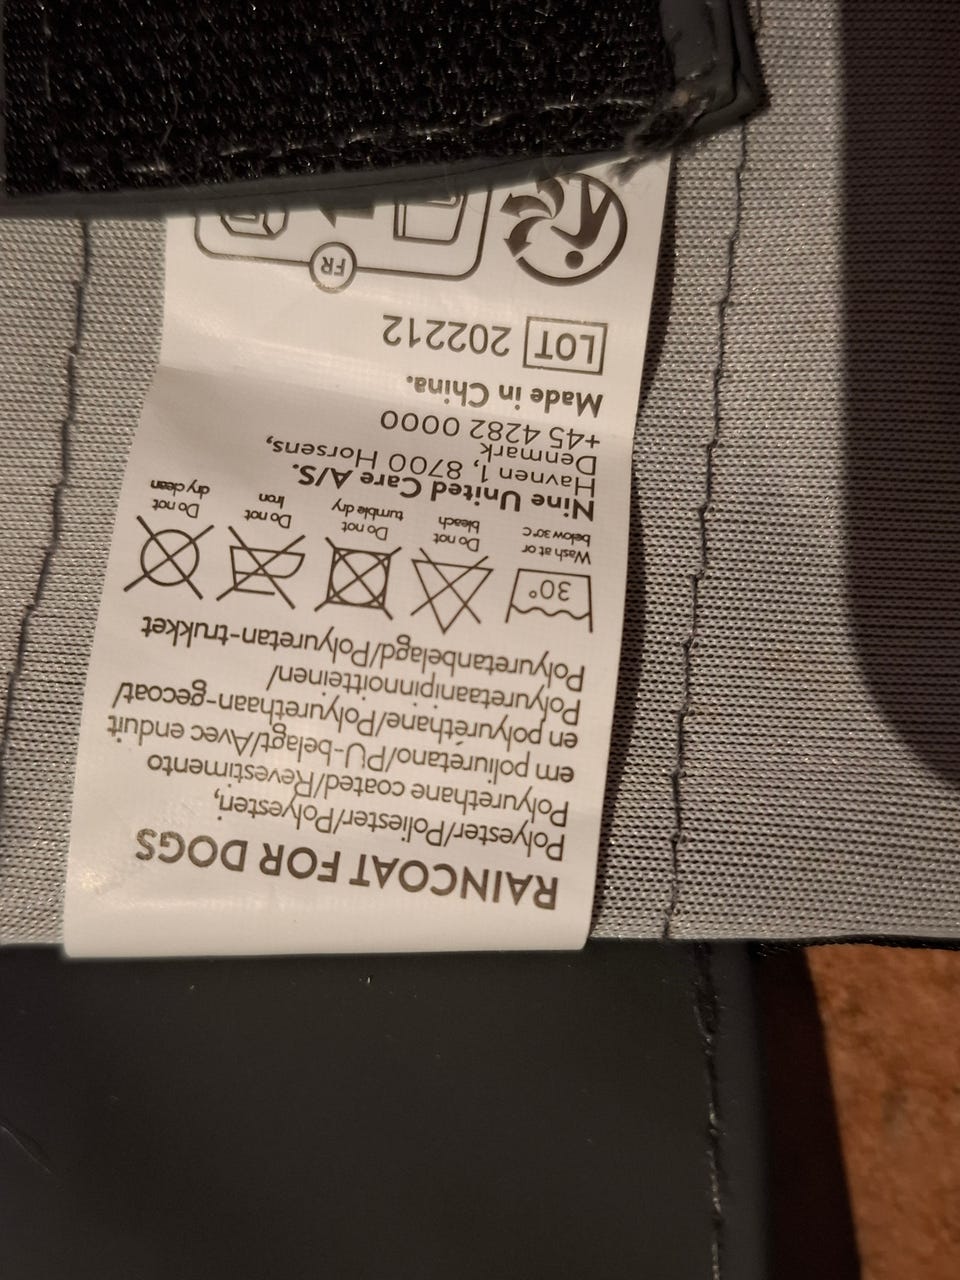 RAINCOAT FOR DOGS
Polyester/Poliester/Polyesteri,
Polyurethane coated/Revestimento
em poliuretano/PU-belagt/Avec enduit
en polyuréthane/Polyurethaan-gecoat/
Polyuretaanipinnoitteinen/
Polyuretanbelagd/Polyuretan-trukket
30°
Wash at or
below 30°C
Do not
bleach
Do not
tumble dry
Do not
Iron
Do not
dry clean
Nine United Care A/S.
Havnen 1, 8700 Horsens,
Denmark
+45 4282 0000
Made in China.
LOT 202212
FR